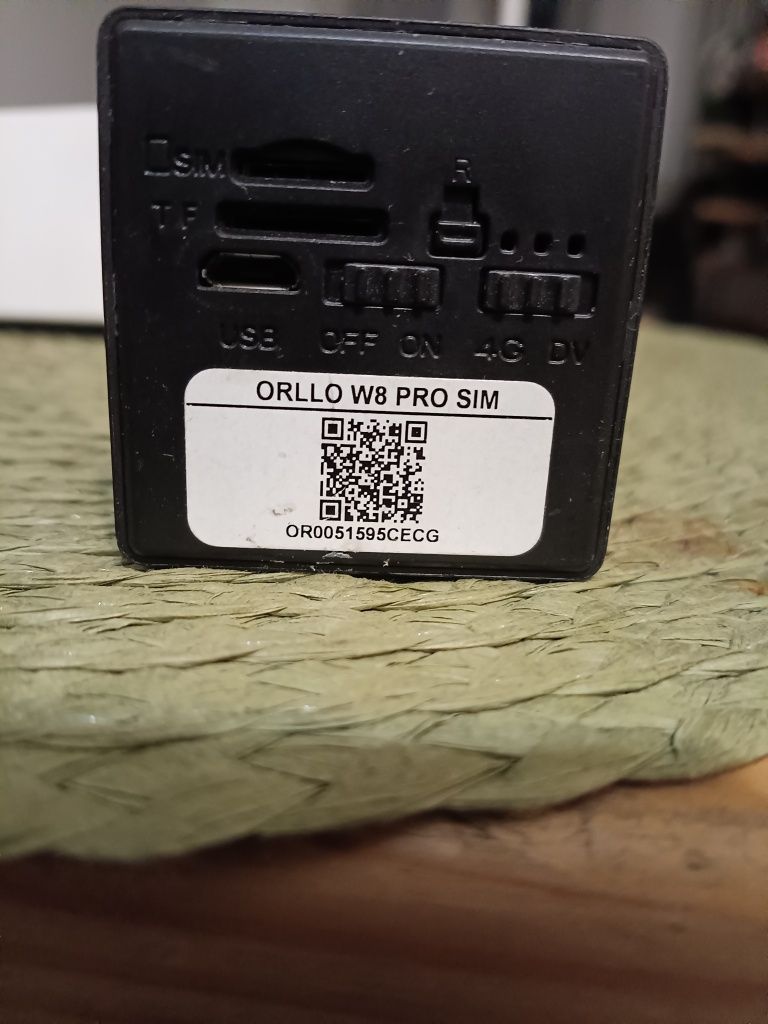 SIM
R
TF
USB OFF ON 4G DV
ORLLO W8 PRO SIM
OR0051595CECG